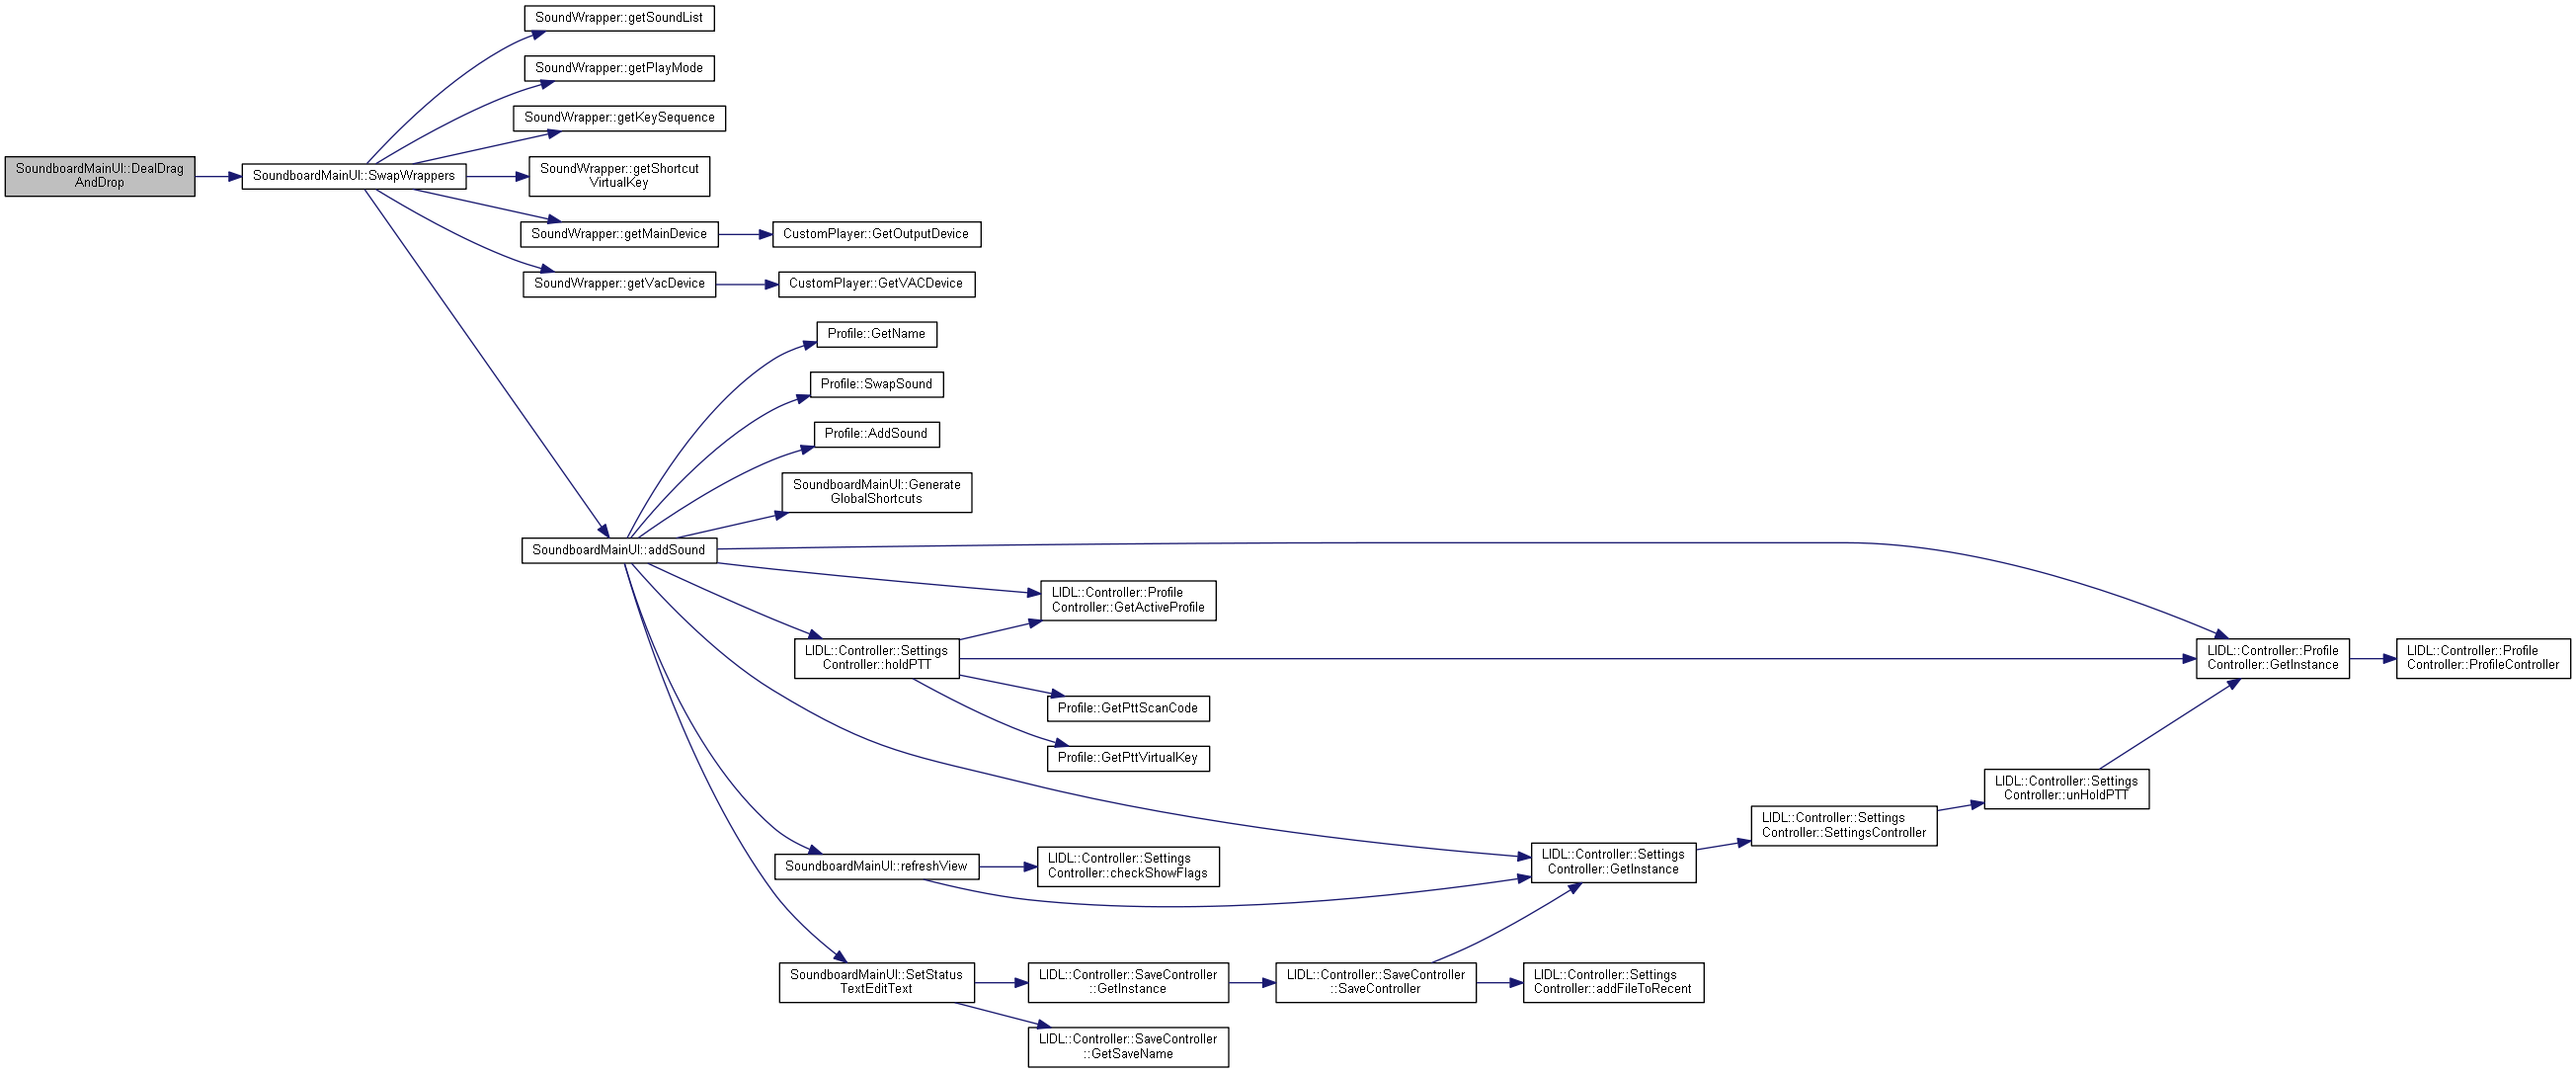 SoundWrapper::getSoundList
SoundWrapper::getPlayMode
SoundWrapper::getKeySequence
SoundboardMainUI::DealDrag
AndDrop
SoundboardMainUI::SwapWrappers
SoundWrapper::getShortcut
VirtualKey
SoundWrapper::getMainDevice
CustomPlayer::GetOutputDevice
SoundWrapper::getVacDevice
CustomPlayer::GetVACDevice
Profile::GetName
Profile::SwapSound
Profile::AddSound
SoundboardMainUI::Generate
GlobalShortcuts
SoundboardMainUI::addSound
LIDL::Controller::Profile
Controller::GetActiveProfile
LIDL::Controller::Settings
Controller::holdPTT
LIDL::Controller::Profile
Controller::GetInstance
LIDL::Controller::Profile
Controller::ProfileController
Profile::GetPttScanCode
Profile::GetPttVirtualKey
LIDL::Controller::Settings
Controller::unHoldPTT
LIDL::Controller::Settings
Controller::SettingsController
SoundboardMainUI::refreshView
LIDL::Controller::Settings
Controller::checkShowFlags
LIDL::Controller::Settings
Controller::GetInstance
SoundboardMainUI::SetStatus
TextEditText
LIDL::Controller::SaveController
::GetInstance
LIDL::Controller::SaveController
::SaveController
LIDL::Controller::Settings
Controller::addFileToRecent
LIDL::Controller::SaveController
::GetSaveName